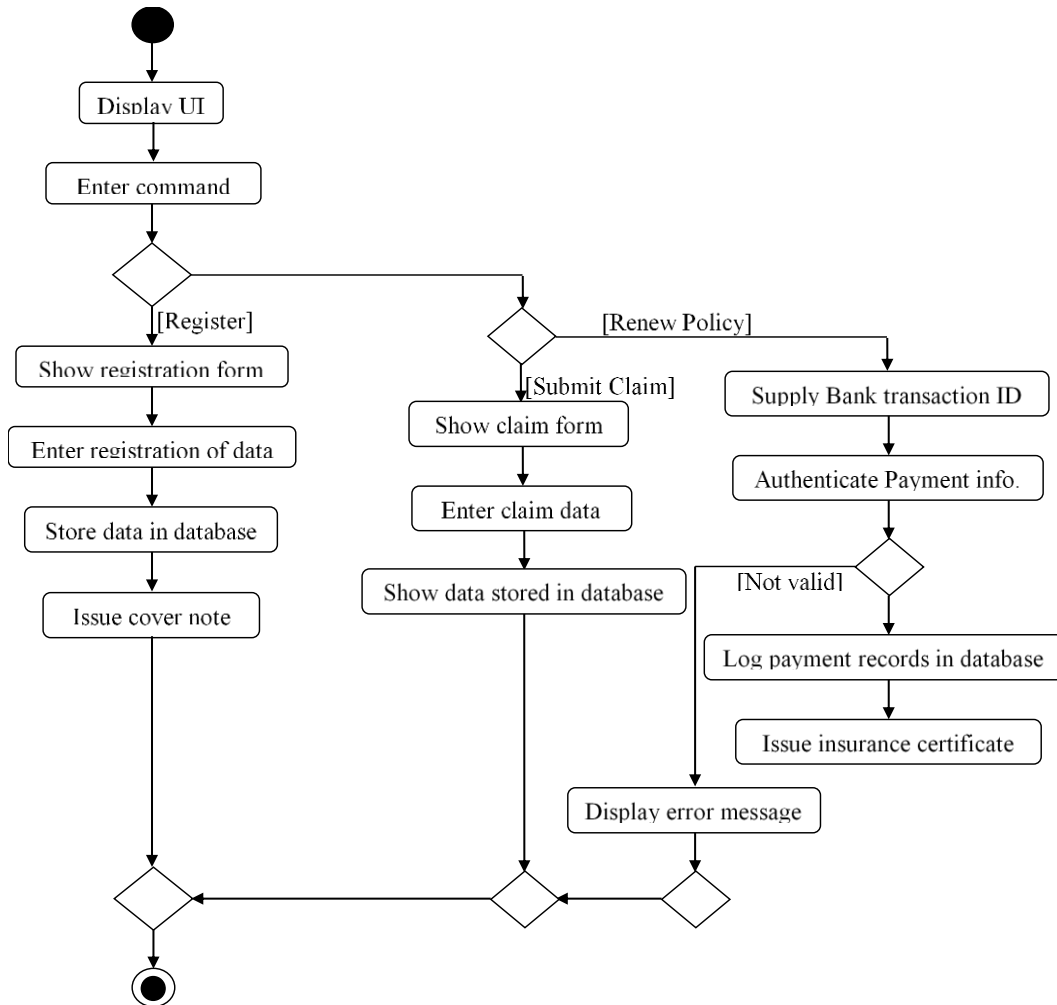 Display UI
Enter command
[Register]
[Renew Policy]
[Submit Claim]
Show registration form
Enter registration of data
Store data in database
Issue cover note
Show claim form
Enter claim data
Show data stored in database
Supply Bank transaction ID
Authenticate Payment info.
[Not valid]
Log payment records in database
Issue insurance certificate
Display error message